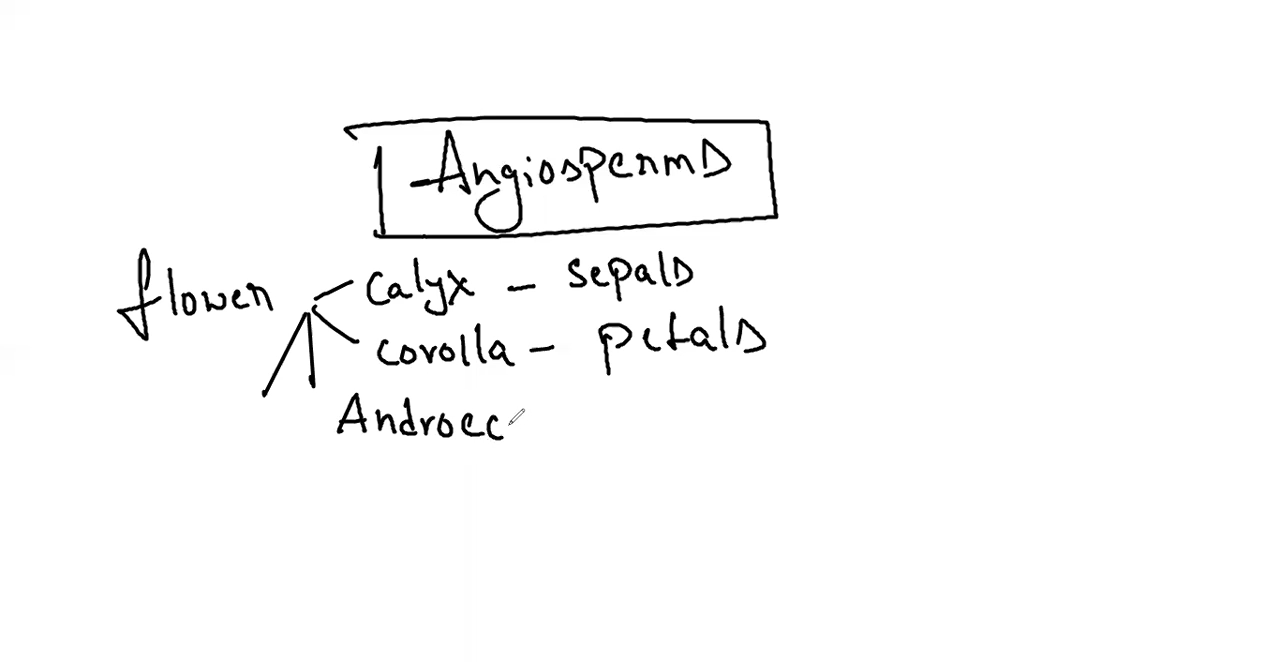 Angiosperms
flower
calyx - sepals
corolla - petals
Androec